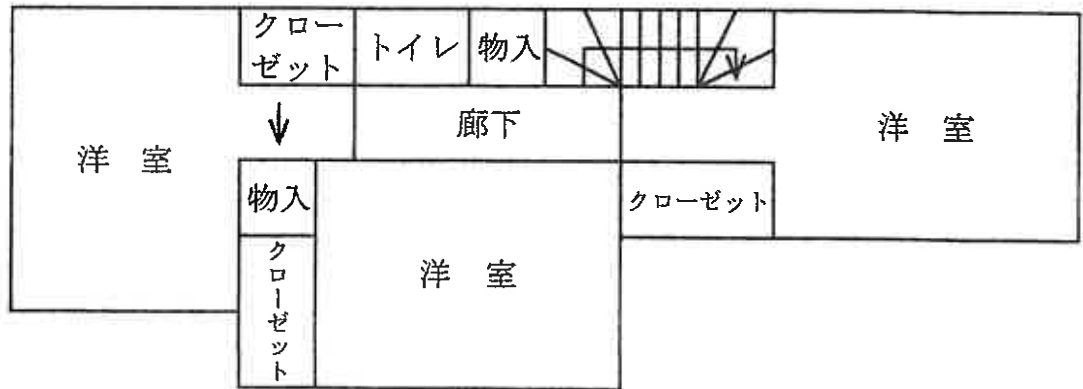 クロー
ゼット
トイレ
物入
廊下
洋室
洋室
物入
クローゼット
洋室
クローゼット